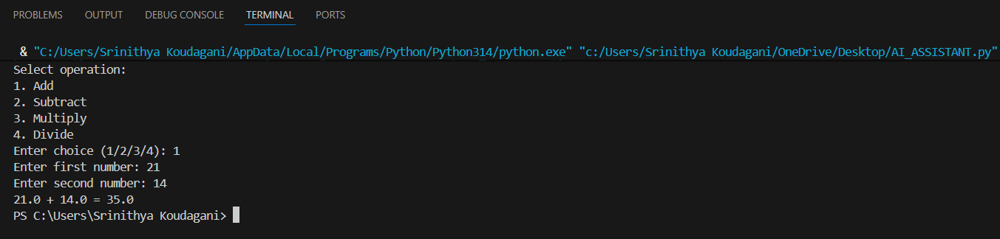 PROBLEMS OUTPUT DEBUG CONSOLE TERMINAL PORTS
& "C:/Users/Srinithya Koudagani/AppData/Local/Programs/Python/Python314/python.exe" "c:/Users/Srinithya Koudagani/OneDrive/Desktop/AI_ASSISTANT.py"
Select operation:
1. Add
2. Subtract
3. Multiply
4. Divide
Enter choice (1/2/3/4): 1
Enter first number: 21
Enter second number: 14
21.0 + 14.0 = 35.0
PS C:\Users\Srinithya Koudagani>